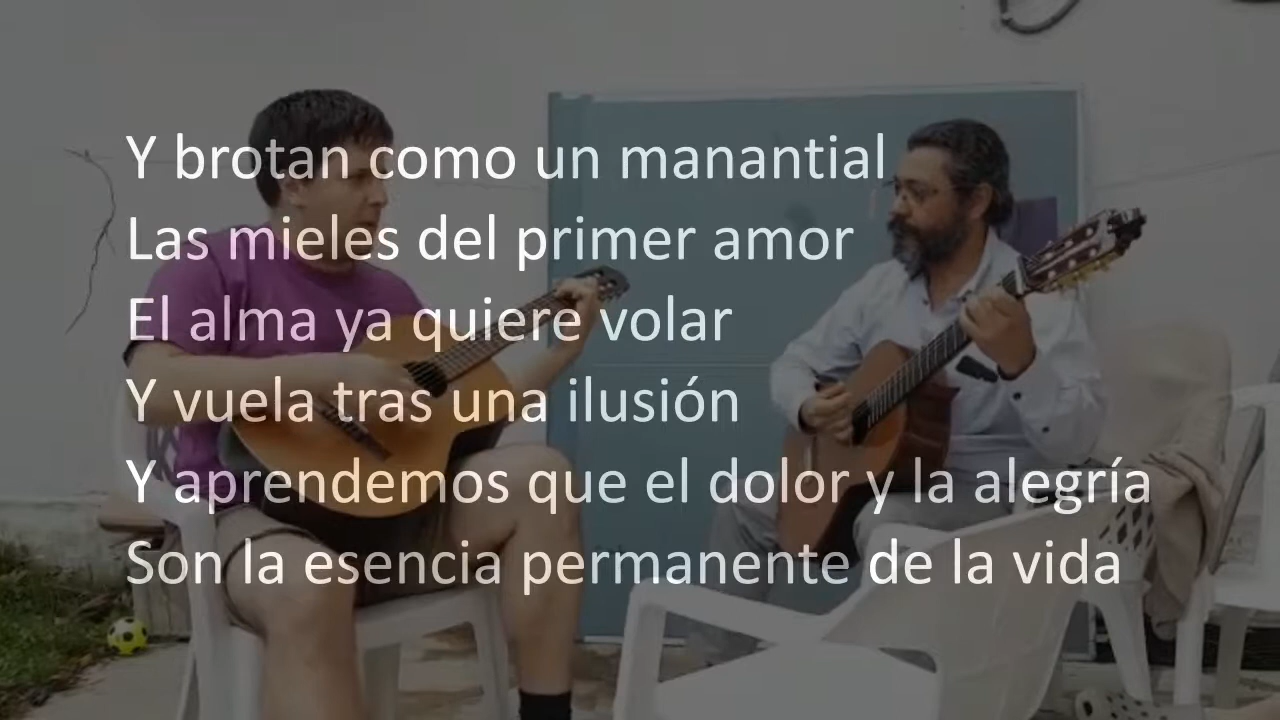 Y brotan como un manantial
Las mieles del primer amor
El alma ya quiere volar
Y vuela tras una ilusión
Y aprendemos que el dolor y la alegría
Son la esencia permanente de la vida